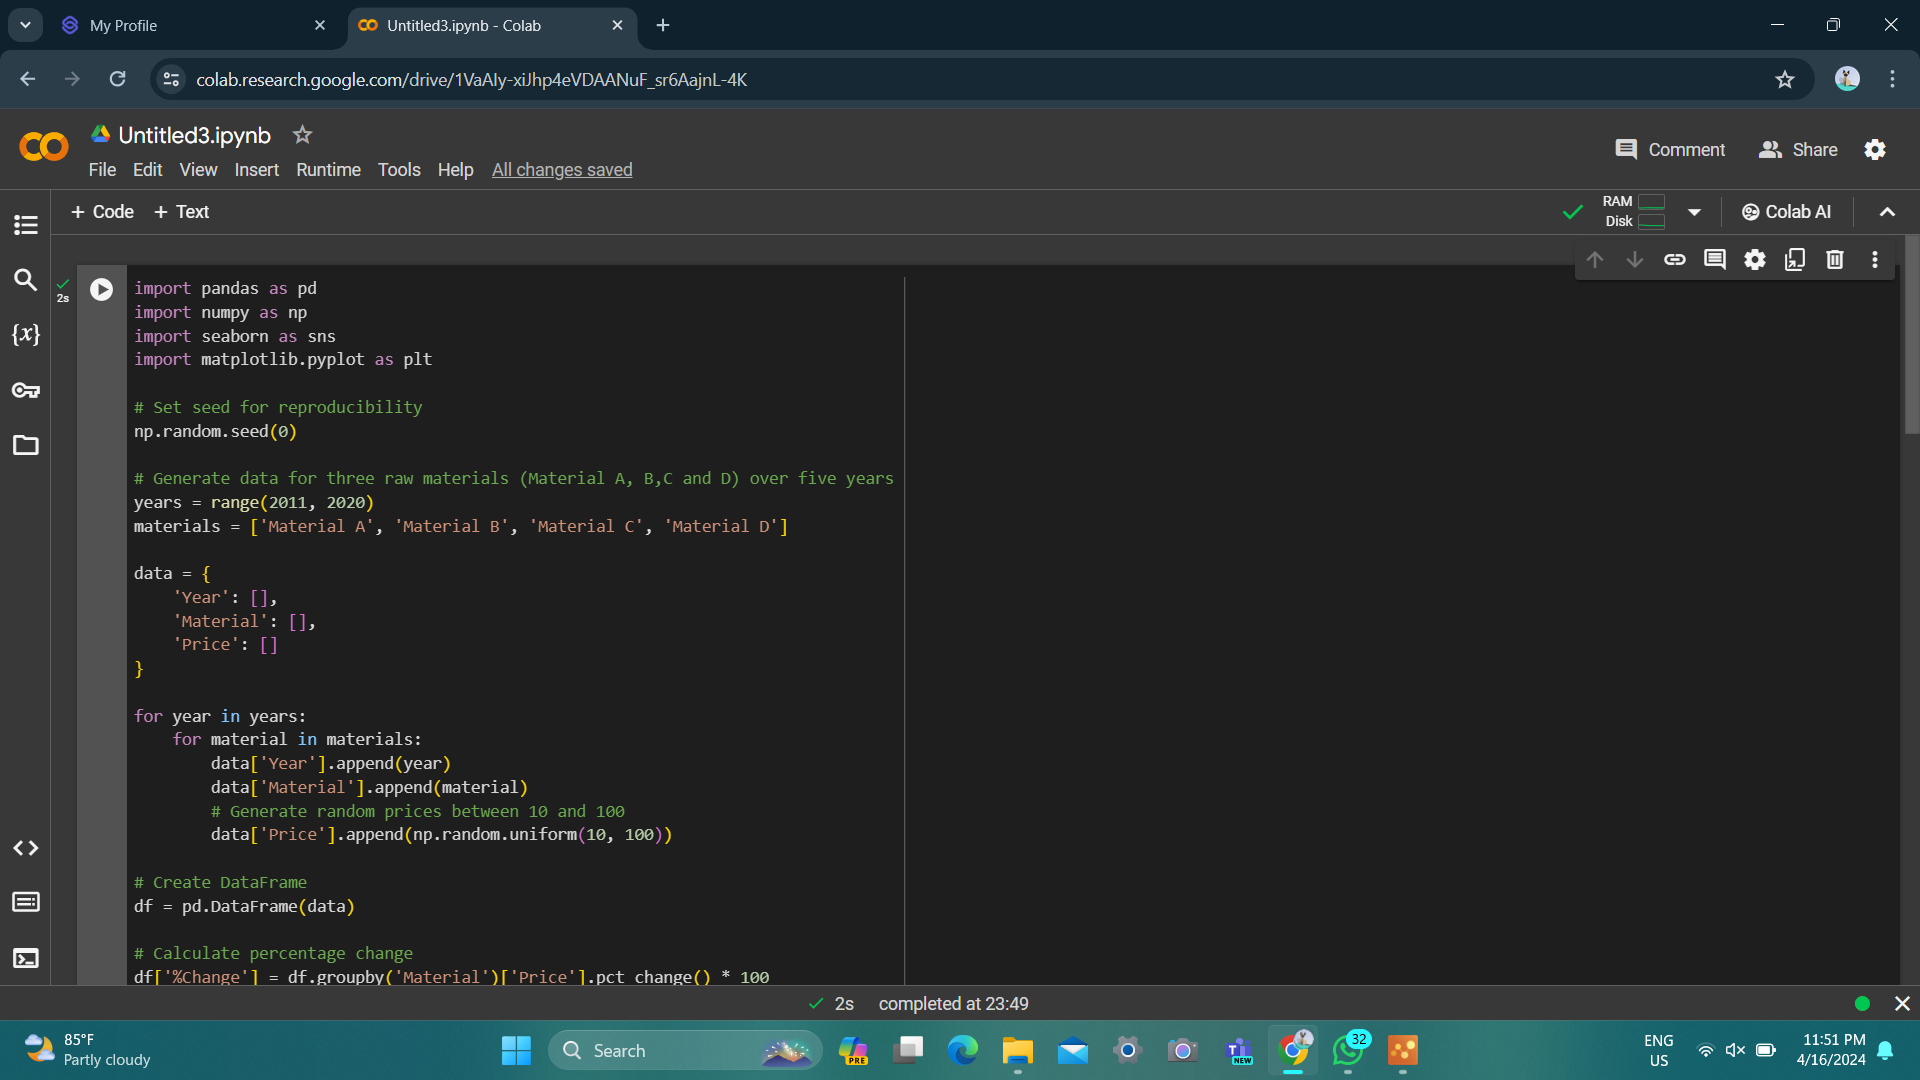 My Profile
Untitled3.ipynb - Colab
colab.research.google.com/drive/1VaAIy-xiJhp4eVDAANuF_sr6AajnL-4K
Untitled3.ipynb
File Edit View Insert Runtime Tools Help All changes saved
Comment
Share
+ Code + Text
RAM
Disk
Colab AI
2s
import pandas as pd
import numpy as np
import seaborn as sns
import matplotlib.pyplot as plt
# Set seed for reproducibility
np.random.seed(0)
# Generate data for three raw materials (Material A, B,C and D) over five years
years = range(2011, 2020)
materials = ['Material A', 'Material B', 'Material C', 'Material D']
data = {
    'Year': [],
    'Material': [],
    'Price': []
}
for year in years:
    for material in materials:
        data['Year'].append(year)
        data['Material'].append(material)
        # Generate random prices between 10 and 100
        data['Price'].append(np.random.uniform(10, 100))
# Create DataFrame
df = pd.DataFrame(data)
# Calculate percentage change
df['%Change'] = df.groupby('Material')['Price'].pct_change() * 100
2s completed at 23:49
85°F
Partly cloudy
Search
PRE
NEW
32
ENG
US
11:51 PM
4/16/2024